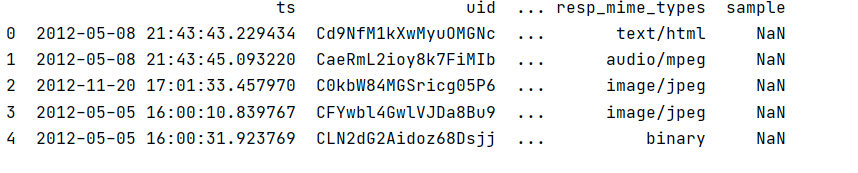 ts uid ... resp_mime_types sample
0 2012-05-08 21:43:43.229434 Cd9NfM1kXwMyuOMGNc ... text/html NaN
1 2012-05-08 21:43:45.093220 CaeRmL2ioy8k7FiMIb ... audio/mpeg NaN
2 2012-11-20 17:01:33.457970 C0kbW84MGSricg05P6 ... image/jpeg NaN
3 2012-05-05 16:00:10.839767 CFYwbl4GwlVJDa8Bu9 ... image/jpeg NaN
4 2012-05-05 16:00:31.923769 CLN2dG2Aidoz68Dsjj ... binary NaN